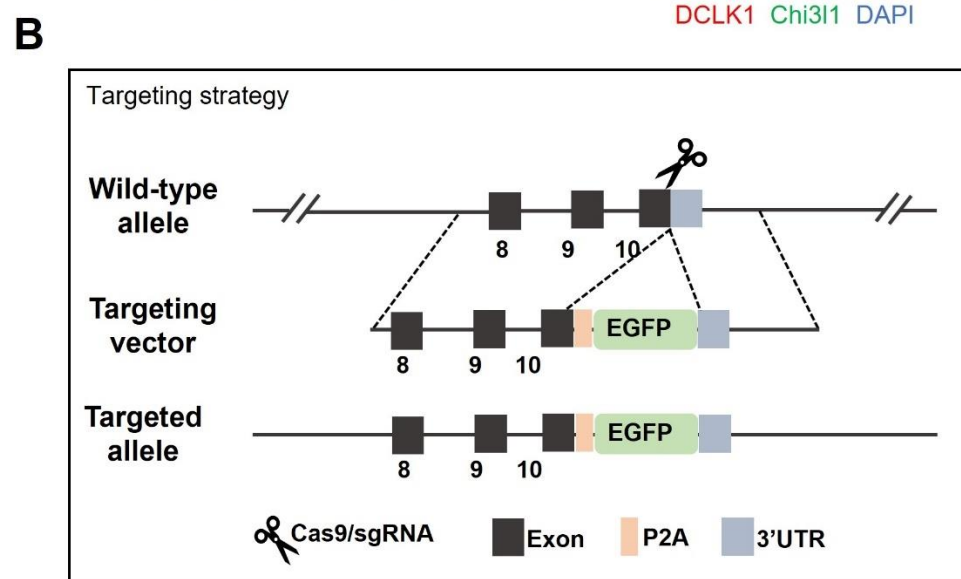 DCLK1 Chi3l1 DAPI
B
Targeting strategy
Wild-type
allele
8 9 10
Targeting
vector
EGFP
8 9 10
Targeted
allele
EGFP
8 9 10
Cas9/sgRNA Exon P2A 3'UTR